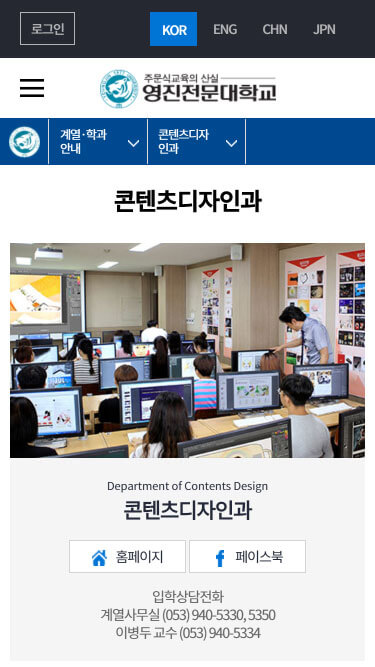 로그인
KOR
ENG
CHN
JPN
주문식교육의 산실
영진전문대학교
계열·학과
안내
콘텐츠디자
인과
콘텐츠디자인과
Department of Contents Design
콘텐츠디자인과
홈페이지
페이스북
입학상담전화
계열사무실 (053) 940-5330, 5350
이병두 교수 (053) 940-5334